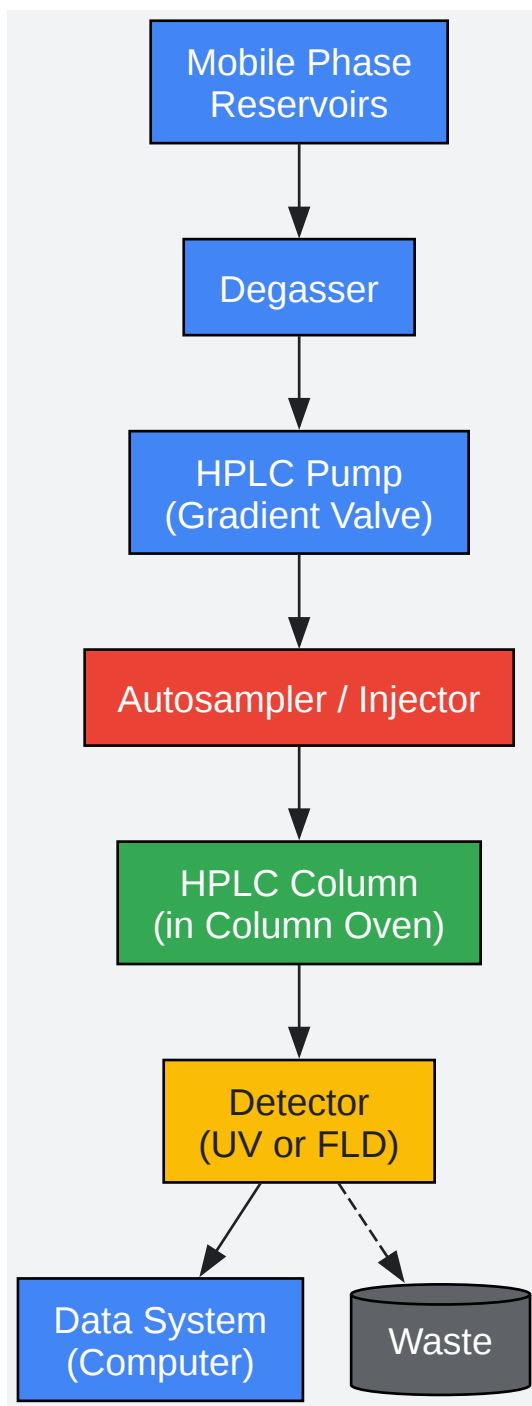 Mobile Phase
Reservoirs
Degasser
HPLC Pump
(Gradient Valve)
Autosampler / Injector
HPLC Column
(in Column Oven)
Detector
(UV or FLD)
Data System
(Computer)
Waste